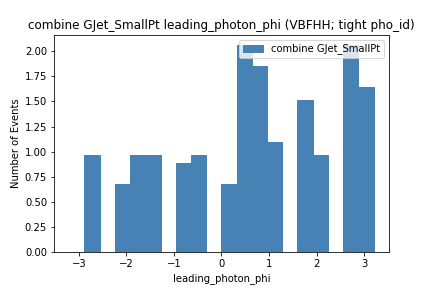 combine GJet_SmallPt leading_photon_phi (VBFHH; tight pho_id)
combine GJet_SmallPt
Number of Events
2.00
1.75
1.50
1.25
1.00
0.75
0.50
0.25
0.00
−3 −2 −1 0 1 2 3
leading_photon_phi